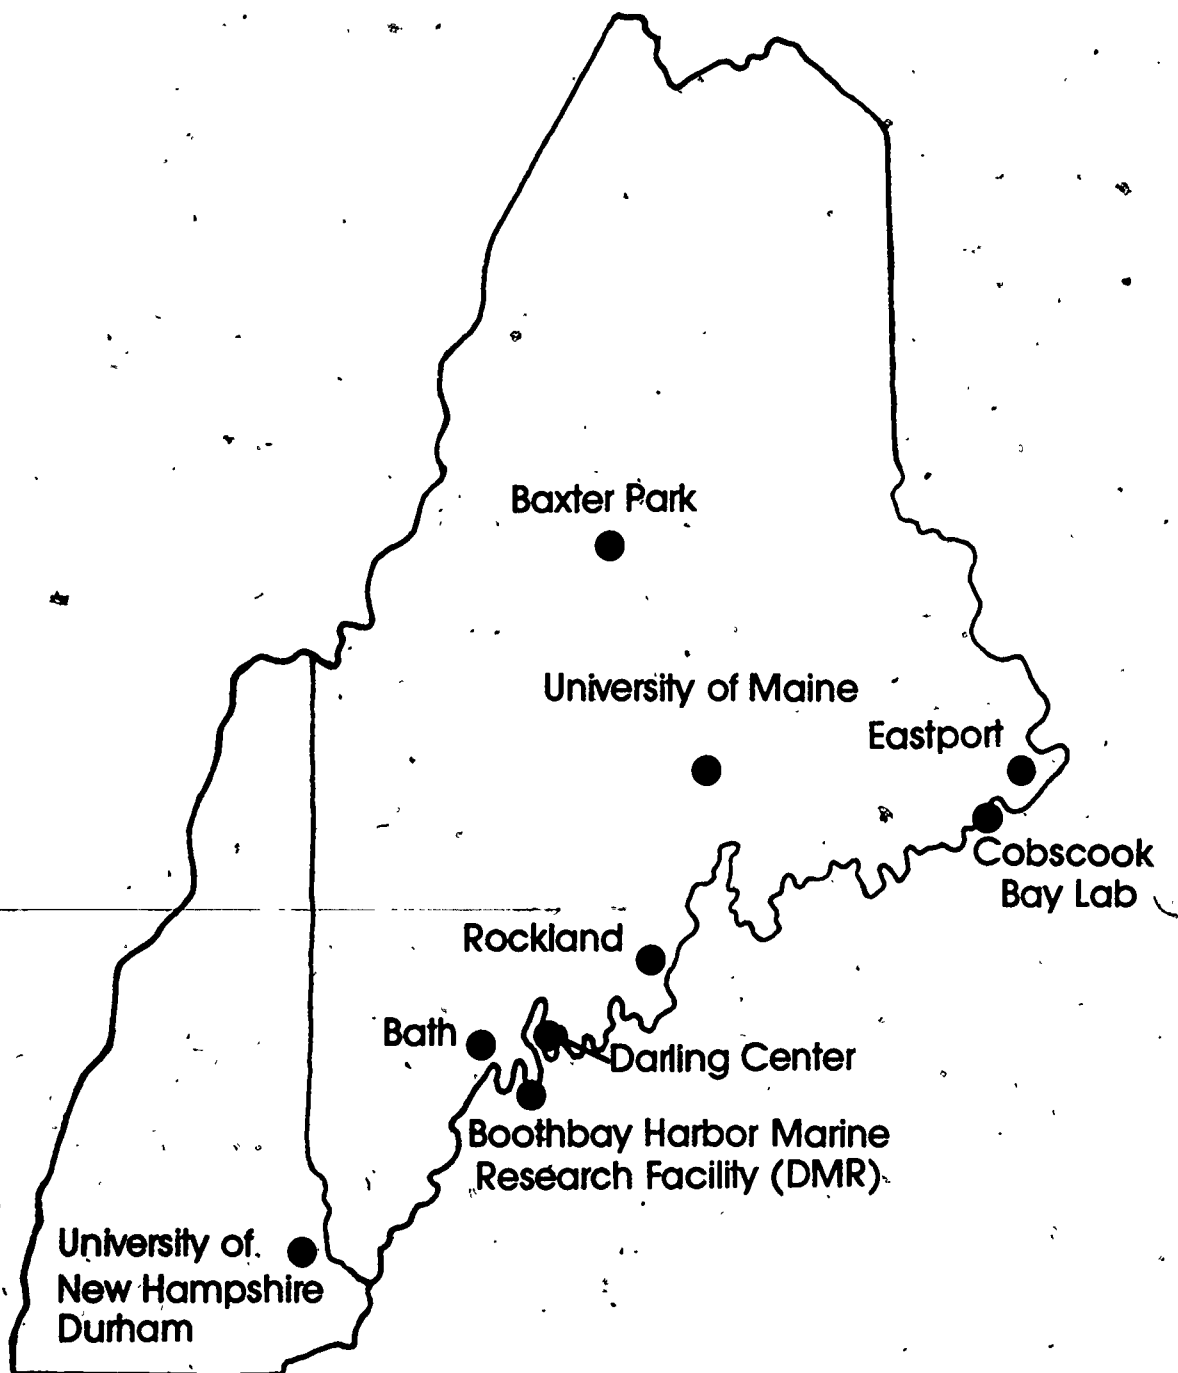 Baxter Park
University of Maine
Eastport
Cobscook
Bay Lab
Rockland
Bath
Darling Center
Boothbay Harbor Marine
Research Facility (DMR)
University of
New Hampshire
Durham